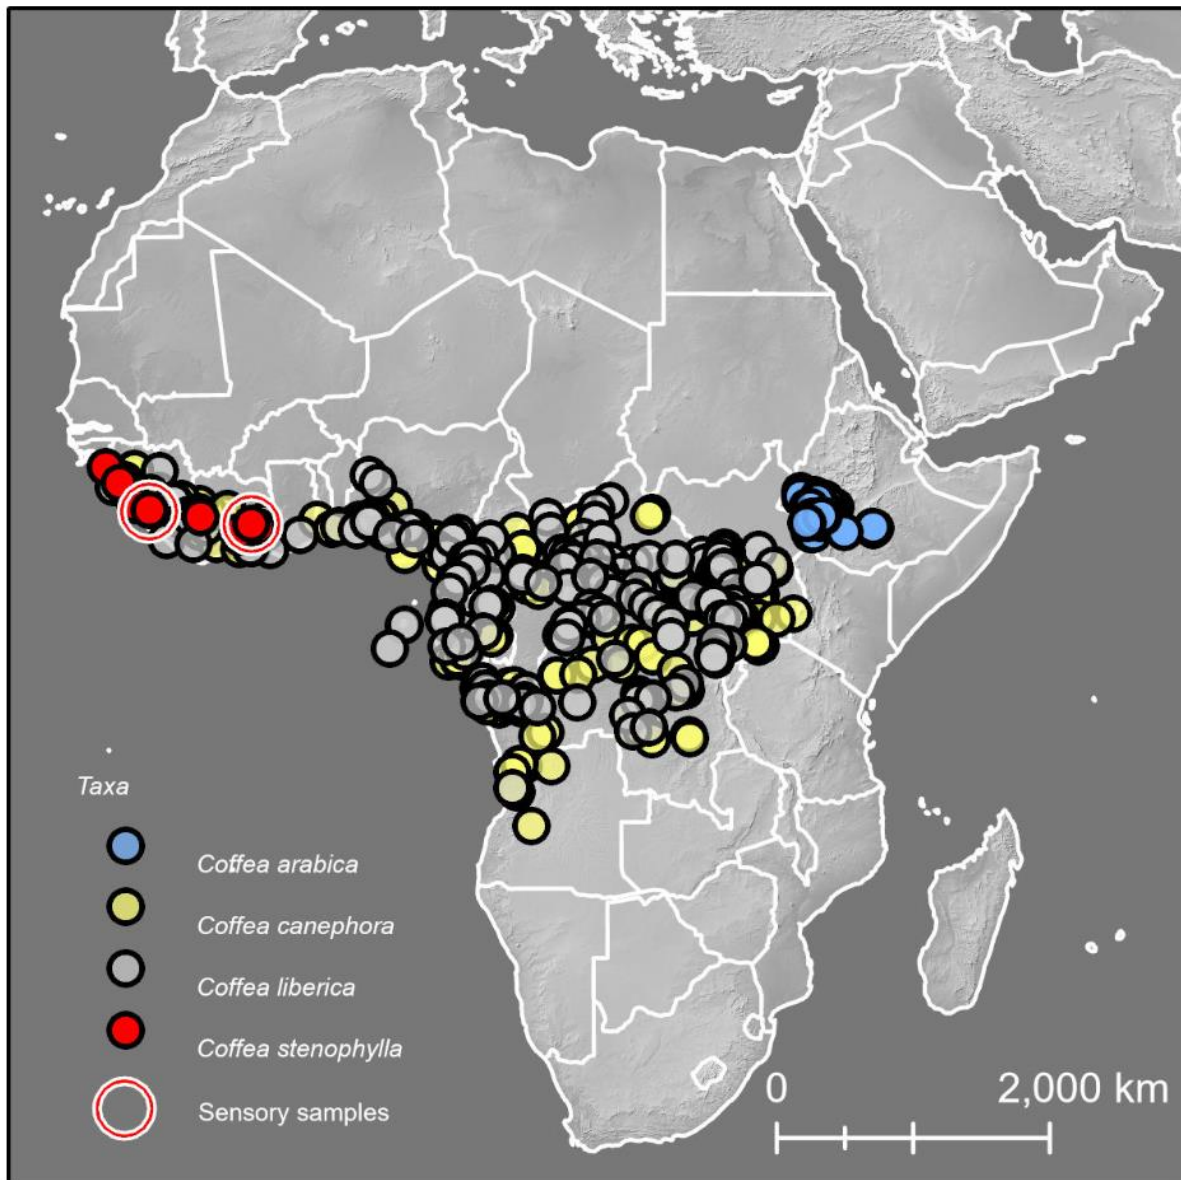 Taxa
Coffea arabica
Coffea canephora
Coffea liberica
Coffea stenophylla
Sensory samples
0 2,000 km